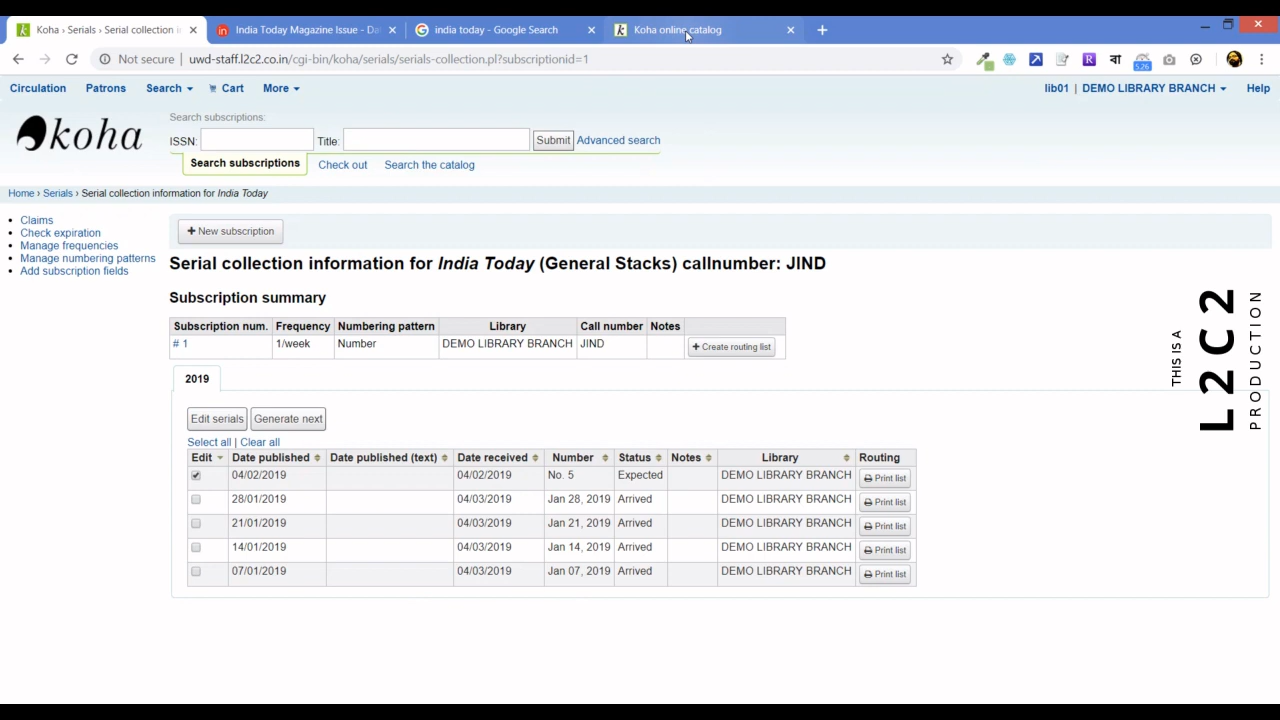 Koha › Serials › Serial collection in
India Today Magazine Issue - Da
india today - Google Search
Koha online catalog
Not secure | uwd-staff.l2c2.co.in/cgi-bin/koha/serials/serials-collection.pl?subscriptionid=1
R
বা
5.26
Circulation Patrons Search Cart More
lib01 | DEMO LIBRARY BRANCH Help
koha
Search subscriptions:
ISSN: Title: Submit Advanced search
Search subscriptions Check out Search the catalog
Home › Serials › Serial collection information for India Today
Claims
Check expiration
Manage frequencies
Manage numbering patterns
Add subscription fields
+ New subscription
Serial collection information for India Today (General Stacks) callnumber: JIND
Subscription summary
Subscription num. Frequency Numbering pattern Library Call number Notes
# 1 1/week Number DEMO LIBRARY BRANCH JIND + Create routing list
2019
Edit serials Generate next
Select all | Clear all
Edit Date published Date published (text) Date received Number Status Notes Library Routing
04/02/2019 04/02/2019 No. 5 Expected DEMO LIBRARY BRANCH Print list
28/01/2019 04/03/2019 Jan 28, 2019 Arrived DEMO LIBRARY BRANCH Print list
21/01/2019 04/03/2019 Jan 21, 2019 Arrived DEMO LIBRARY BRANCH Print list
14/01/2019 04/03/2019 Jan 14, 2019 Arrived DEMO LIBRARY BRANCH Print list
07/01/2019 04/03/2019 Jan 07, 2019 Arrived DEMO LIBRARY BRANCH Print list
THIS IS A
L2C2
PRODUCTION